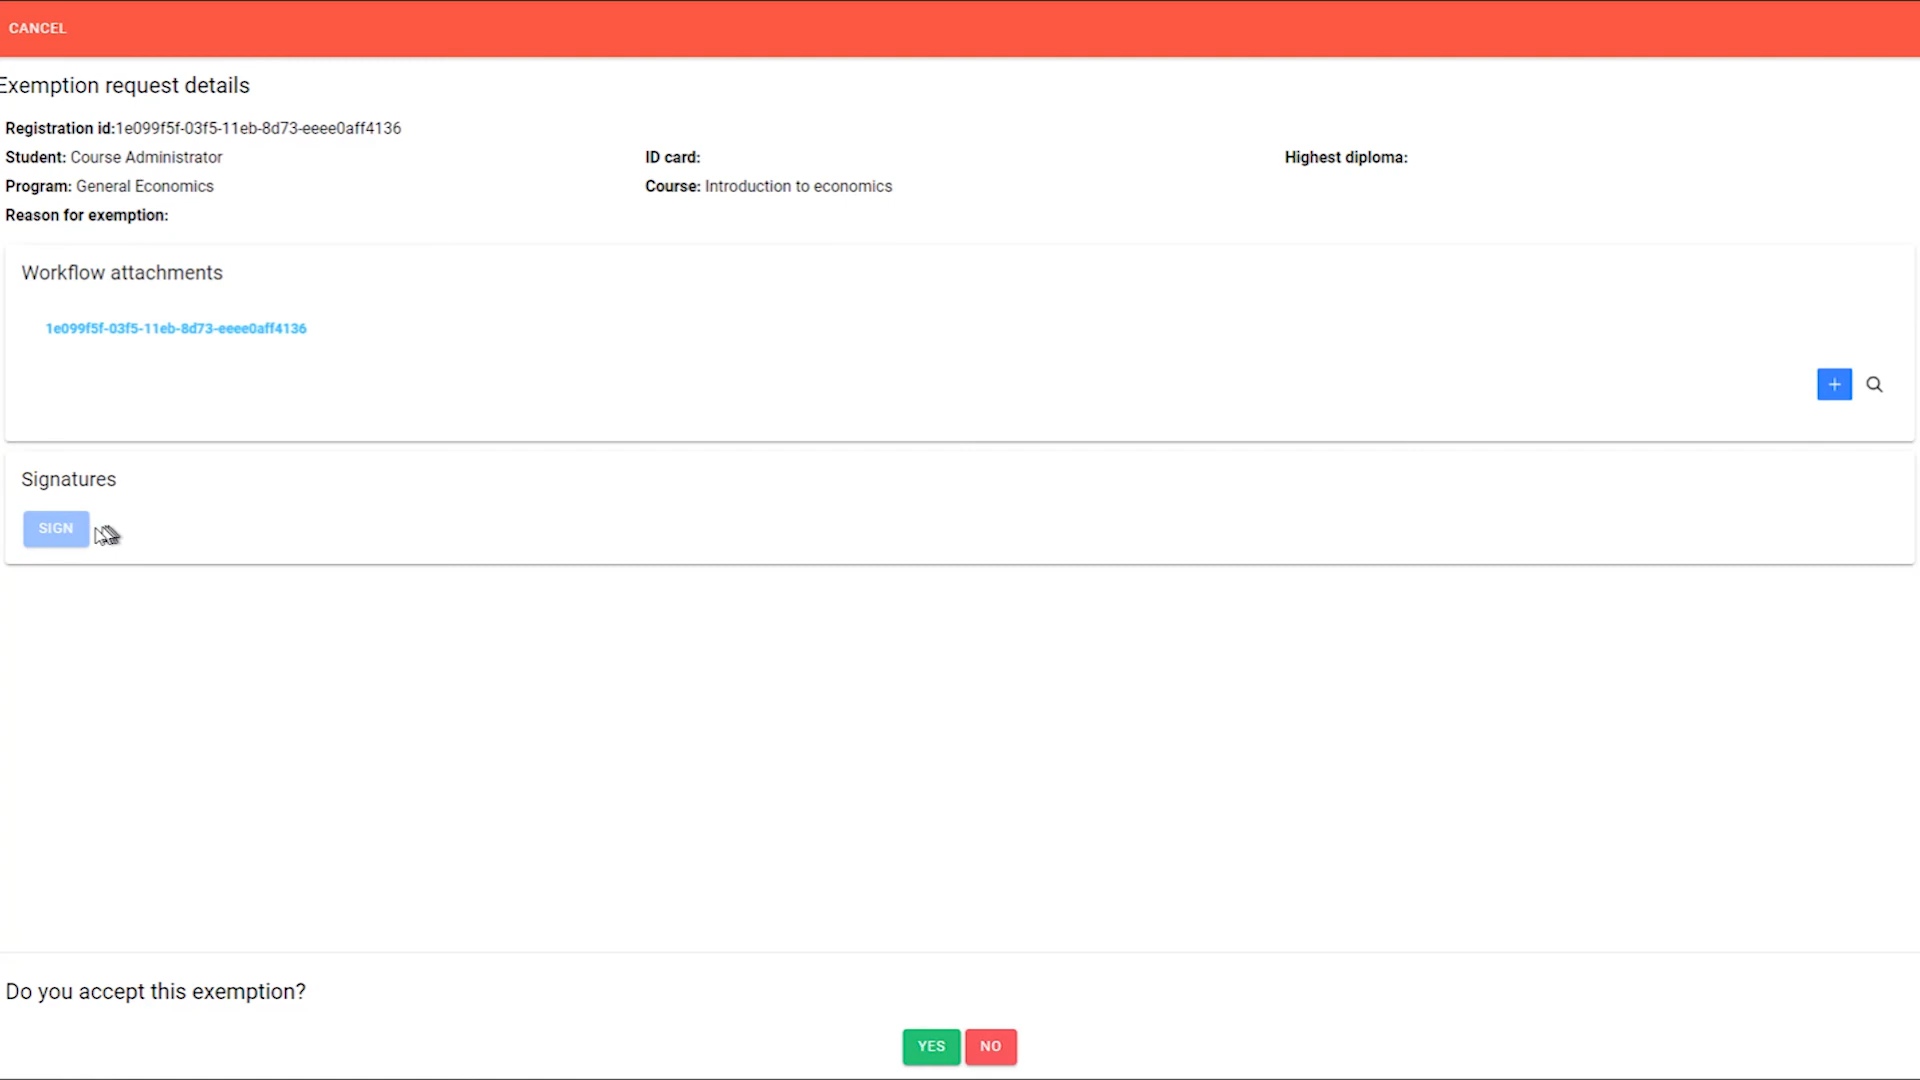 CANCEL
Exemption request details
Registration id:1e099f5f-03f5-11eb-8d73-eeee0aff4136
Student: Course Administrator ID card: Highest diploma:
Program: General Economics Course: Introduction to economics
Reason for exemption:
Workflow attachments
1e099f5f-03f5-11eb-8d73-eeee0aff4136
+
Signatures
SIGN
Do you accept this exemption?
YES NO